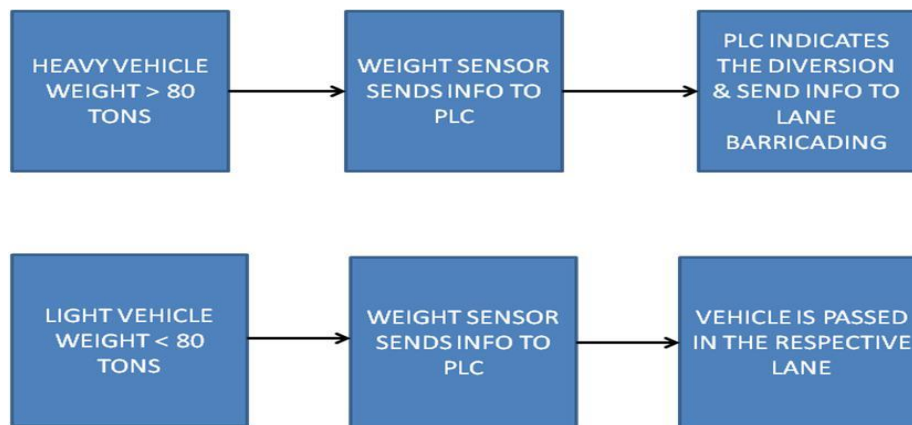 HEAVY VEHICLE
WEIGHT > 80
TONS
WEIGHT SENSOR
SENDS INFO TO
PLC
PLC INDICATES
THE DIVERSION
& SEND INFO TO
LANE
BARRICADING
LIGHT VEHICLE
WEIGHT < 80
TONS
WEIGHT SENSOR
SENDS INFO TO
PLC
VEHICLE IS PASSED
IN THE RESPECTIVE
LANE